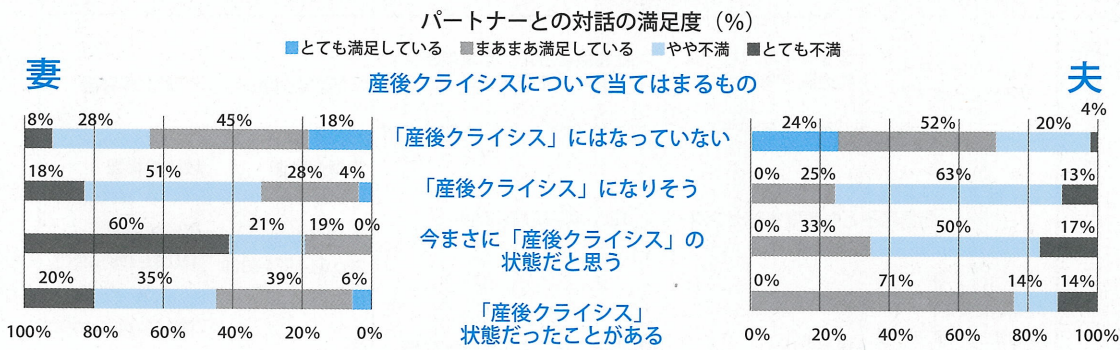 パートナーとの対話の満足度（%）
とても満足している まあまあ満足している やや不満 とても不満
妻
産後クライシスについて当てはまるもの
夫
8% 28% 45% 18%
「産後クライシス」にはなっていない
24% 52% 20% 4%
18% 51% 28% 4%
「産後クライシス」になりそう
0% 25% 63% 13%
60% 21% 19% 0%
今まさに「産後クライシス」の
状態だと思う
0% 33% 50% 17%
20% 35% 39% 6%
「産後クライシス」
状態だったことがある
0% 71% 14% 14%
100% 80% 60% 40% 20% 0%
0% 20% 40% 60% 80% 100%